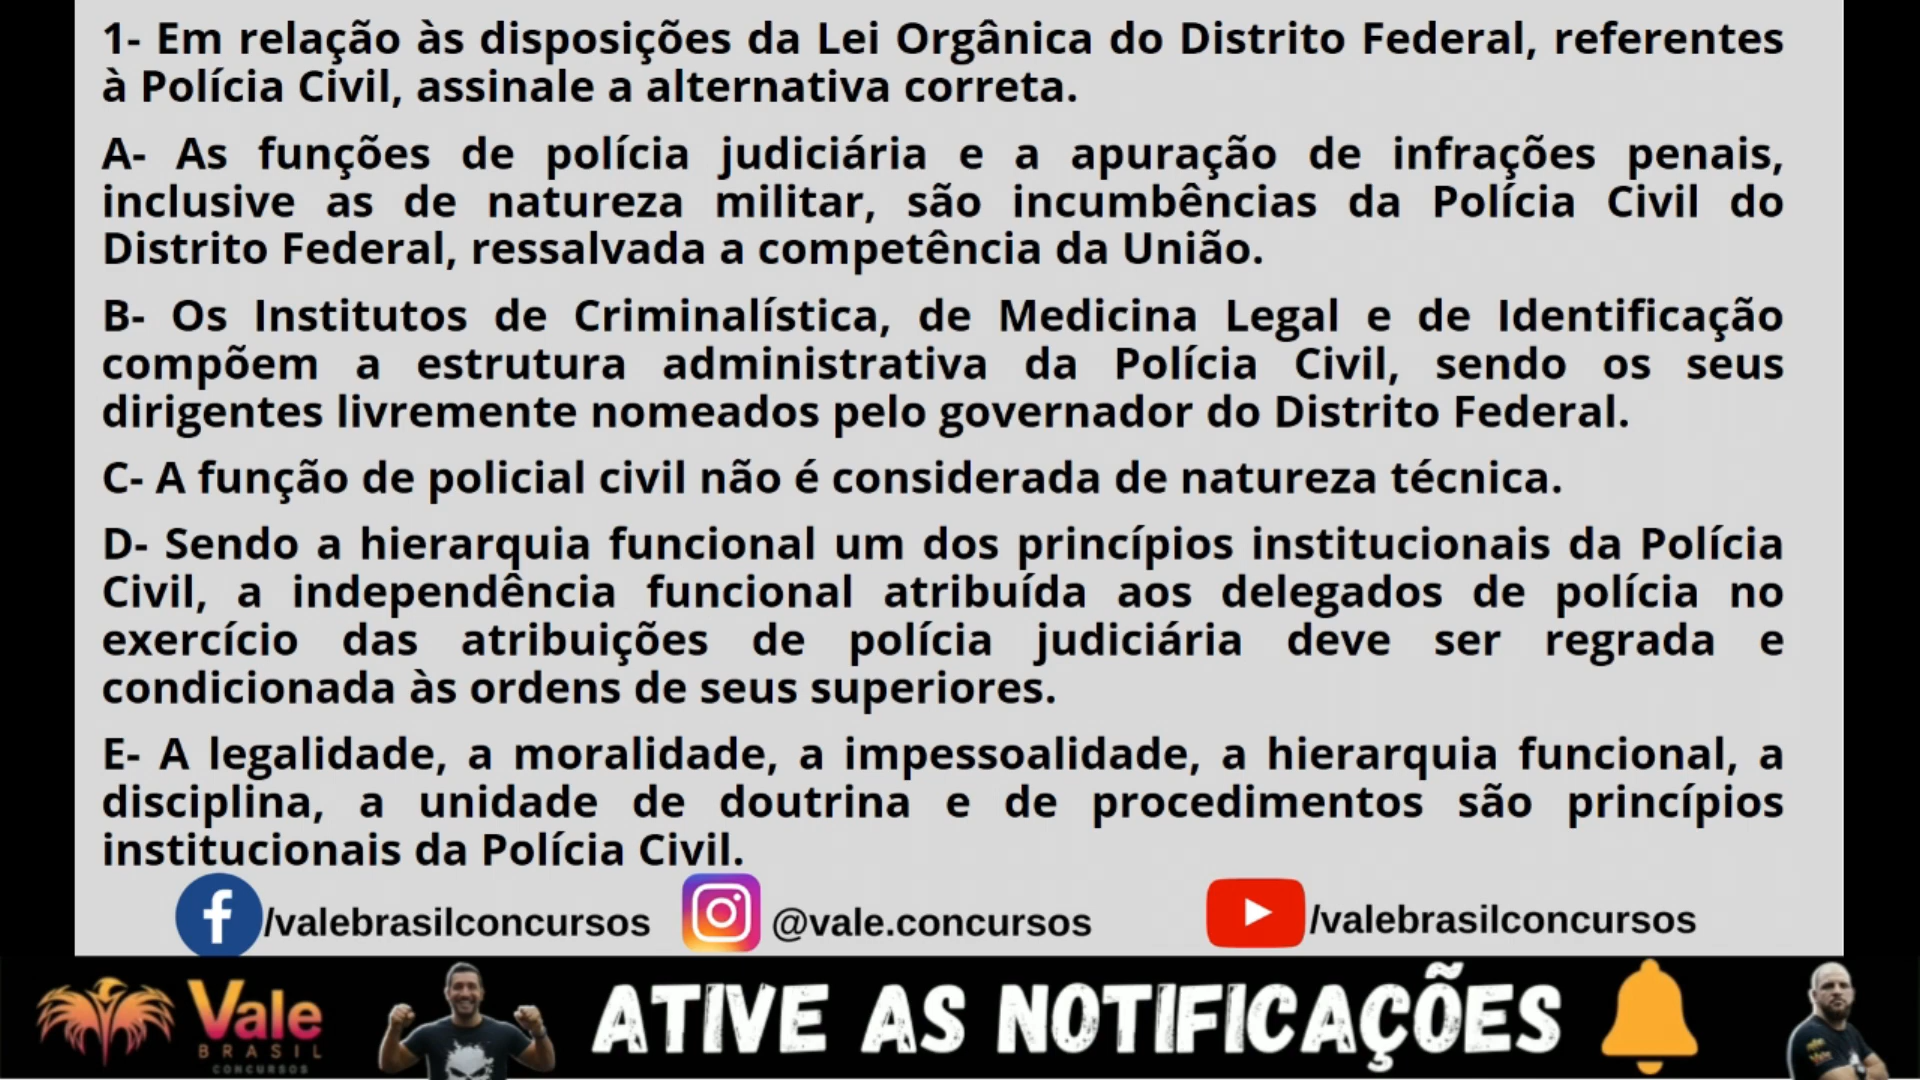 1- Em relação às disposições da Lei Orgânica do Distrito Federal, referentes
à Polícia Civil, assinale a alternativa correta.
A- As funções de polícia judiciária e a apuração de infrações penais,
inclusive as de natureza militar, são incumbências da Polícia Civil do
Distrito Federal, ressalvada a competência da União.
B- Os Institutos de Criminalística, de Medicina Legal e de Identificação
compõem a estrutura administrativa da Polícia Civil, sendo os seus
dirigentes livremente nomeados pelo governador do Distrito Federal.
C- A função de policial civil não é considerada de natureza técnica.
D- Sendo a hierarquia funcional um dos princípios institucionais da Polícia
Civil, a independência funcional atribuída aos delegados de polícia no
exercício das atribuições de polícia judiciária deve ser regrada e
condicionada às ordens de seus superiores.
E- A legalidade, a moralidade, a impessoalidade, a hierarquia funcional, a
disciplina, a unidade de doutrina e de procedimentos são princípios
institucionais da Polícia Civil.
/valebrasilconcursos @vale.concursos /valebrasilconcursos
Vale
BRASIL
CONCURSOS
ATIVE AS NOTIFICAÇÕES